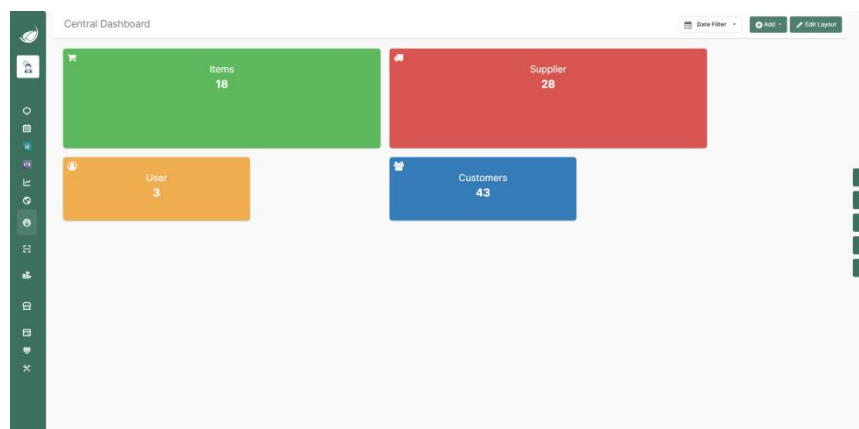 Central Dashboard
Date Filter
Add
Edit Layout
Items
18
Supplier
28
User
3
Customers
43